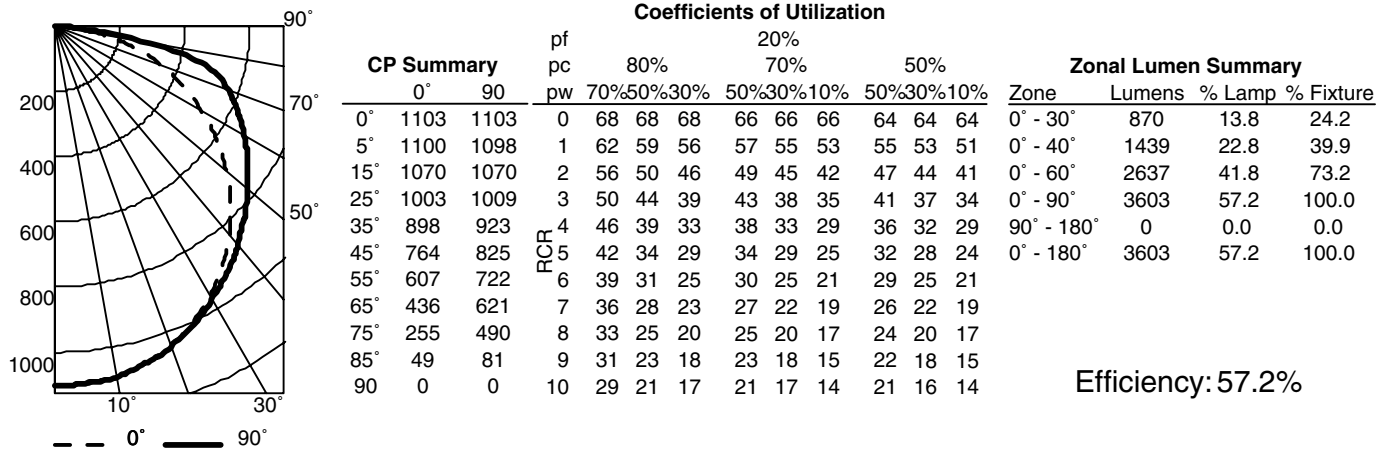 90°
70°
50°
200
400
600
800
1000
10°
30°
0°
90°
CP Summary
0° 90
0° 1103 1103
5° 1100 1098
15° 1070 1070
25° 1003 1009
35° 898 923
45° 764 825
55° 607 722
65° 436 621
75° 255 490
85° 49 81
90 0 0
Coefficients of Utilization
pf 20%
pc 80% 70% 50%
pw 70% 50% 30% 50% 30% 10% 50% 30% 10%
RCR
0 68 68 68 66 66 66 64 64 64
1 62 59 56 57 55 53 55 53 51
2 56 50 46 49 45 42 47 44 41
3 50 44 39 43 38 35 41 37 34
4 46 39 33 38 33 29 36 32 29
5 42 34 29 34 29 25 32 28 24
6 39 31 25 30 25 21 29 25 21
7 36 28 23 27 22 19 26 22 19
8 33 25 20 25 20 17 24 20 17
9 31 23 18 23 18 15 22 18 15
10 29 21 17 21 17 14 21 16 14
Zonal Lumen Summary
Zone Lumens % Lamp % Fixture
0° - 30° 870 13.8 24.2
0° - 40° 1439 22.8 39.9
0° - 60° 2637 41.8 73.2
0° - 90° 3603 57.2 100.0
90° - 180° 0 0.0 0.0
0° - 180° 3603 57.2 100.0
Efficiency: 57.2%